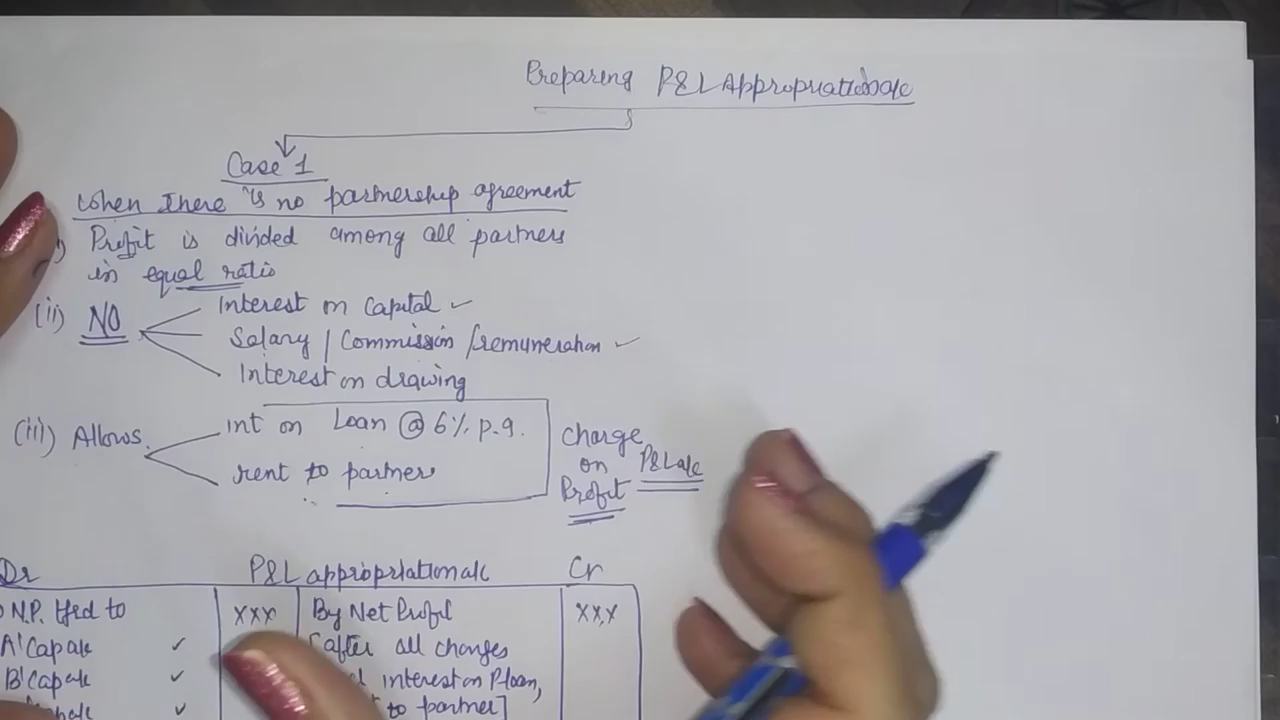 Preparing P&L Appropriation a/c
Case 1
When there is no partnership agreement
) Profit is divided among all partners
in equal ratio
(ii) NO
Interest on Capital ✓
Salary / Commission / remuneration ✓
Interest on drawing
(iii) Allows
int on Loan @ 6% p.a.
rent to partner
Charge
on P&L a/c
Profit
Dr P&L appropriation a/c Cr
N.P. tfed to xxx By Net Profit xxx
A' Cap a/c ✓ [after all charges
B' Cap a/c ✓ interest on P. loan,
✓ to partner]